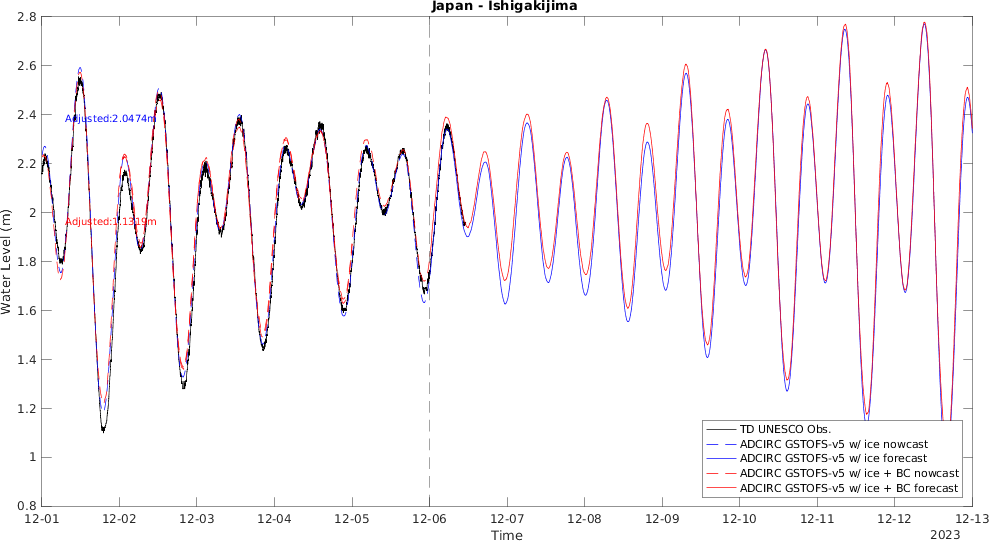 Japan - Ishigakijima
2.8
2.6
2.4
2.2
2
1.8
1.6
1.4
1.2
1
0.8
Water Level (m)
Adjusted:2.0474m
Adjusted:1.1319m
TD UNESCO Obs.
ADCIRC GSTOFS-v5 w/ ice nowcast
ADCIRC GSTOFS-v5 w/ ice forecast
ADCIRC GSTOFS-v5 w/ ice + BC nowcast
ADCIRC GSTOFS-v5 w/ ice + BC forecast
12-01 12-02 12-03 12-04 12-05 12-06 12-07 12-08 12-09 12-10 12-11 12-12 12-13
Time
2023